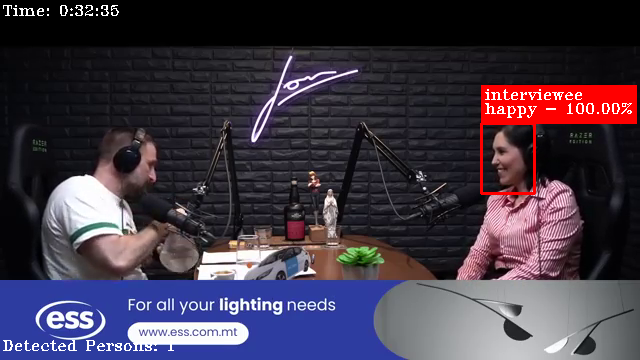 Time: 0:32:35
Jon
interviewee
happy - 100.00%
RAZER
EDITION
RAZER
EDITION
ess
For all your lighting needs
www.ess.com.mt
Detected Persons: 1